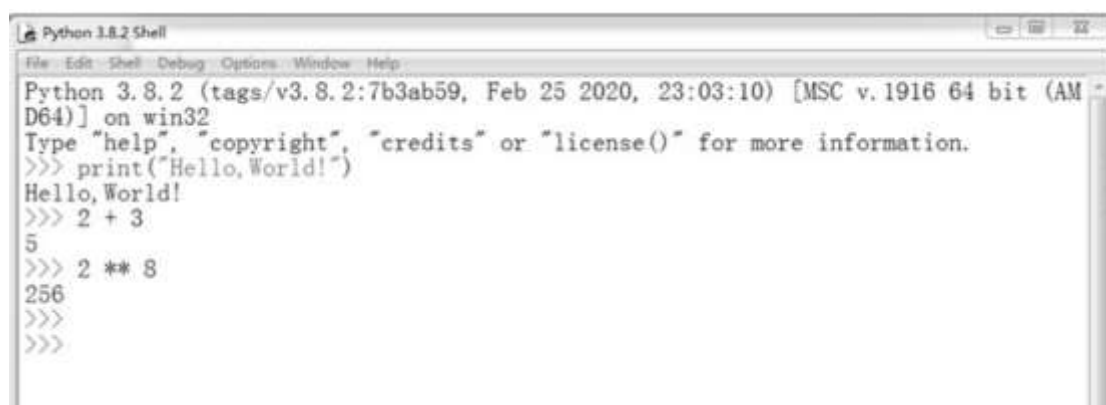 Python 3.8.2 Shell
File Edit Shell Debug Options Window Help
Python 3.8.2 (tags/v3.8.2:7b3ab59, Feb 25 2020, 23:03:10) [MSC v.1916 64 bit (AM
D64)] on win32
Type "help", "copyright", "credits" or "license()" for more information.
>>> print("Hello,World!")
Hello,World!
>>> 2 + 3
5
>>> 2 ** 8
256
>>>
>>>